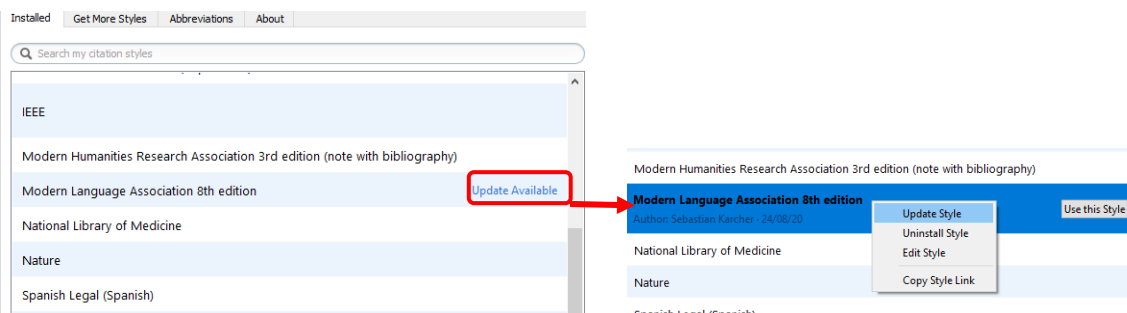 Installed Get More Styles Abbreviations About
Search my citation styles
IEEE
Modern Humanities Research Association 3rd edition (note with bibliography)
Modern Language Association 8th edition Update Available
National Library of Medicine
Nature
Spanish Legal (Spanish)
Modern Humanities Research Association 3rd edition (note with bibliography)
Modern Language Association 8th edition
Author: Sebastian Karcher - 24/08/20
Use this Style
Update Style
Uninstall Style
Edit Style
Copy Style Link
National Library of Medicine
Nature